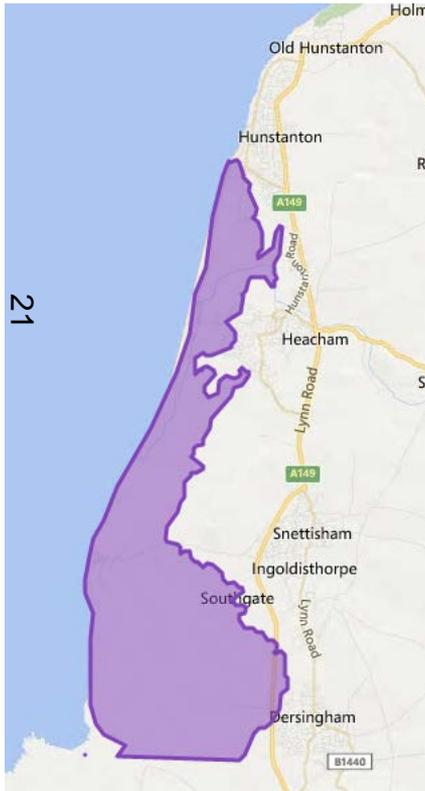 Holm
Old Hunstanton
Hunstanton
R
A149
Hunstanton Road
21
Heacham
S
Lynn Road
A149
Snettisham
Ingoldisthorpe
Southgate
Lynn Road
Dersingham
B1440